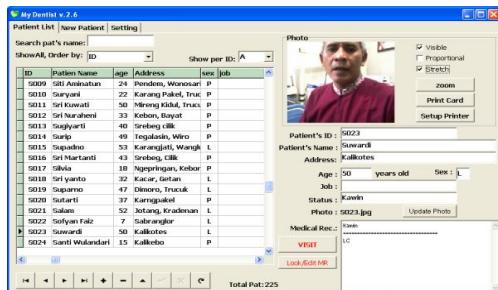 My Dentist v.2.6
Patient List New Patient Setting
Search pat's name:
ShowAll, Order by: ID Show per ID: A
ID Patien Name age Address sex job
S009 Siti Aminatun 24 Pendem, Wonosar P
S010 Suryani 22 Karang Pakel, Truc P
S011 Sri Kuwati 50 Mireng Kidul, Trucu P
S012 Sri Nuraheni 33 Kebon, Bayat P
S013 Sugiyarti 40 Srebeg cilik P
S014 Surip 49 Tegalasin, Wiro P
S015 Supadno 53 Karangjati, Wangk L
S016 Sri Martanti 43 Srebeg, Cilik P
S017 Silvia 18 Ngepringan, Kebor P
S018 Sri yanto 32 Kacar, Getan L
S019 Suparno 47 Dimoro, Trucuk L
S020 Sutarti 37 Karngpakel P
S021 Salam 52 Jotang, Kradenan L
S022 Sofyan Faiz 7 Sabranglor L
S023 Suwardi 50 Kalikotes L
S024 Santi Wulandari 15 Kalikebo P
Total Pat:225
Photo
Visible
Proportional
Stretch
zoom
Print Card
Setup Printer
Patient's ID : S023
Patient's Name : Suwardi
Address: Kalikotes
Age : 50 years old Sex : L
Job :
Status : Kawin
Photo : S023.jpg Update Photo
Medical Rec.: Kawin
LC
VISIT
Look/Edit MR